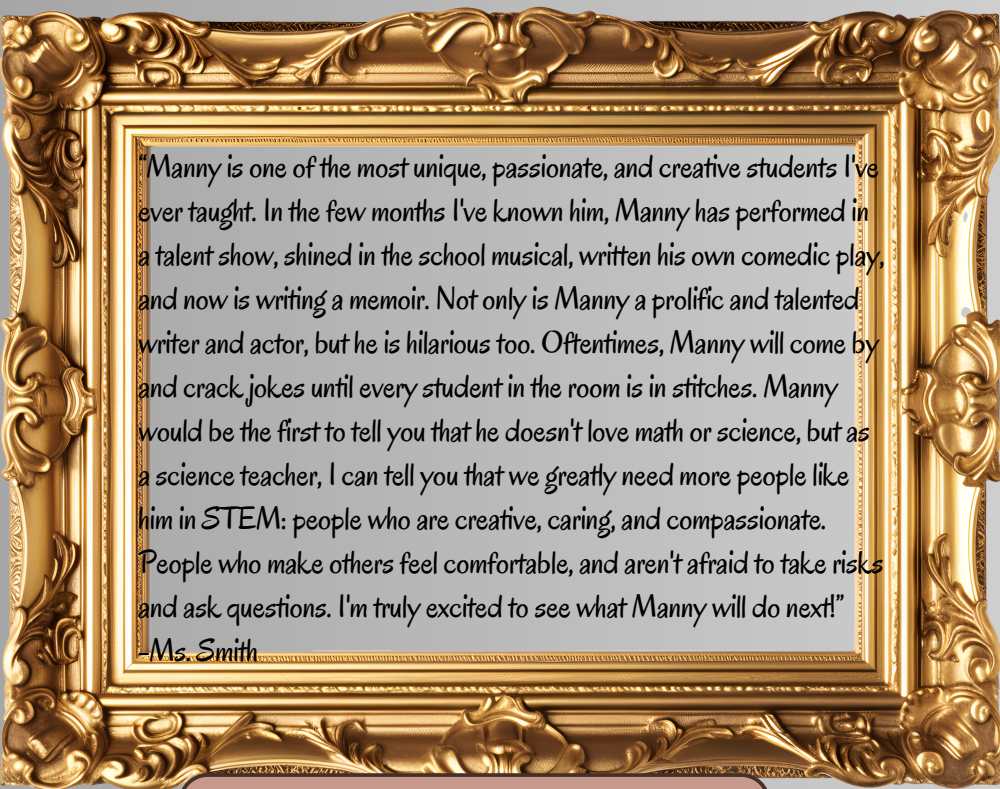 “Manny is one of the most unique, passionate, and creative students I've
ever taught. In the few months I've known him, Manny has performed in
a talent show, shined in the school musical, written his own comedic play,
and now is writing a memoir. Not only is Manny a prolific and talented
writer and actor, but he is hilarious too. Oftentimes, Manny will come by
and crack jokes until every student in the room is in stitches. Manny
would be the first to tell you that he doesn't love math or science, but as
a science teacher, I can tell you that we greatly need more people like
him in STEM: people who are creative, caring, and compassionate.
People who make others feel comfortable, and aren't afraid to take risks
and ask questions. I'm truly excited to see what Manny will do next!”
-Ms. Smith